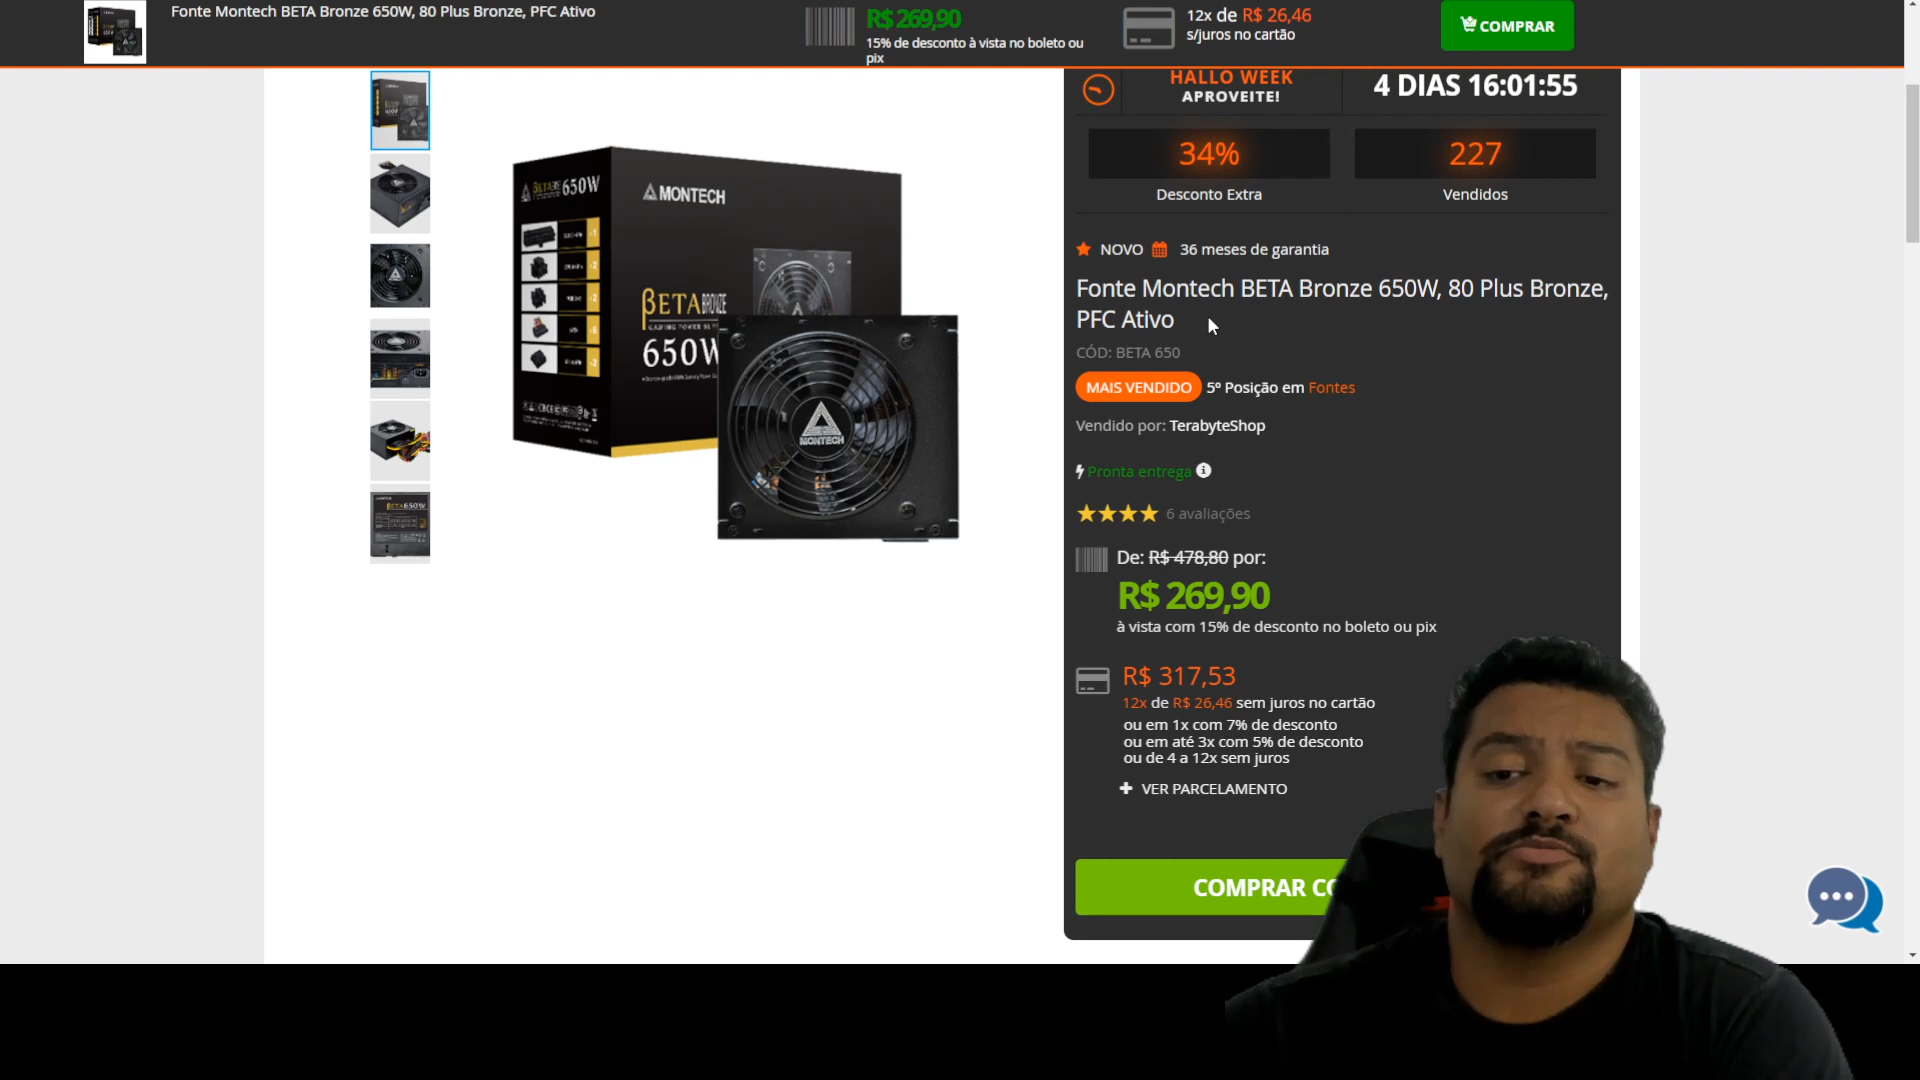 Fonte Montech BETA Bronze 650W, 80 Plus Bronze, PFC Ativo
R$ 269,90
15% de desconto à vista no boleto ou
pix
12x de R$ 26,46
s/juros no cartão
COMPRAR
HALLO WEEK
APROVEITE!
4 DIAS 16:01:55
34%
Desconto Extra
227
Vendidos
NOVO
36 meses de garantia
Fonte Montech BETA Bronze 650W, 80 Plus Bronze,
PFC Ativo
CÓD: BETA 650
MAIS VENDIDO 5º Posição em Fontes
Vendido por: TerabyteShop
Pronta entrega
6 avaliações
De: R$ 478,80 por:
R$ 269,90
à vista com 15% de desconto no boleto ou pix
R$ 317,53
12x de R$ 26,46 sem juros no cartão
ou em 1x com 7% de desconto
ou em até 3x com 5% de desconto
ou de 4 a 12x sem juros
VER PARCELAMENTO
COMPRAR
650W
MONTECH
βETA BRONZE
650W
MONTECH